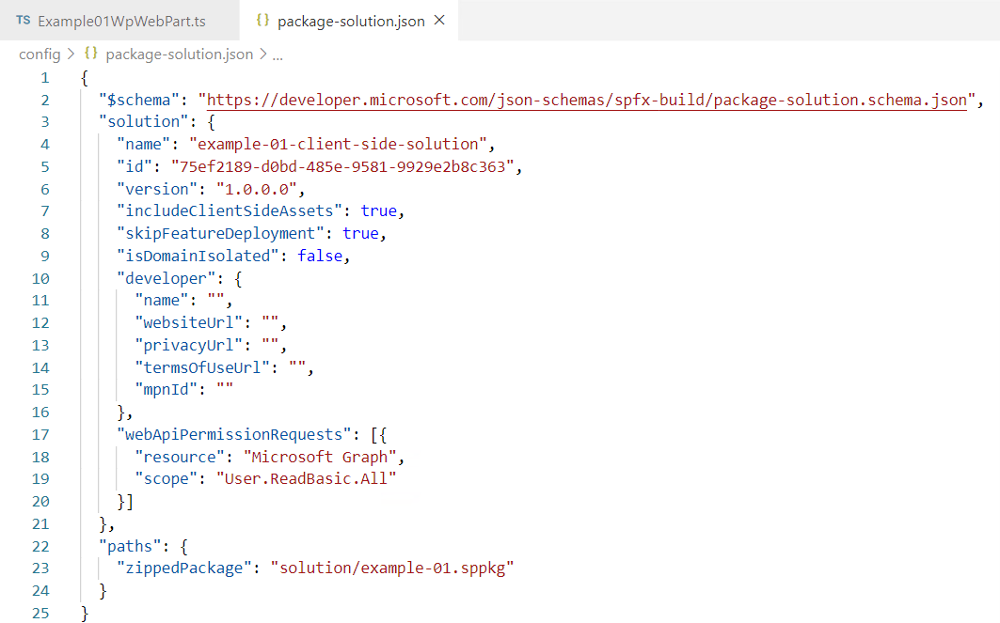 TS Example01WpWebPart.ts {} package-solution.json ×
config > {} package-solution.json > ...
1 {
2 "$schema": "https://developer.microsoft.com/json-schemas/spfx-build/package-solution.schema.json",
3 "solution": {
4 "name": "example-01-client-side-solution",
5 "id": "75ef2189-d0bd-485e-9581-9929e2b8c363",
6 "version": "1.0.0.0",
7 "includeClientSideAssets": true,
8 "skipFeatureDeployment": true,
9 "isDomainIsolated": false,
10 "developer": {
11 "name": "",
12 "websiteUrl": "",
13 "privacyUrl": "",
14 "termsOfUseUrl": "",
15 "mpnId": ""
16 },
17 "webApiPermissionRequests": [{
18 "resource": "Microsoft Graph",
19 "scope": "User.ReadBasic.All"
20 }]
21 },
22 "paths": {
23 "zippedPackage": "solution/example-01.sppkg"
24 }
25 }